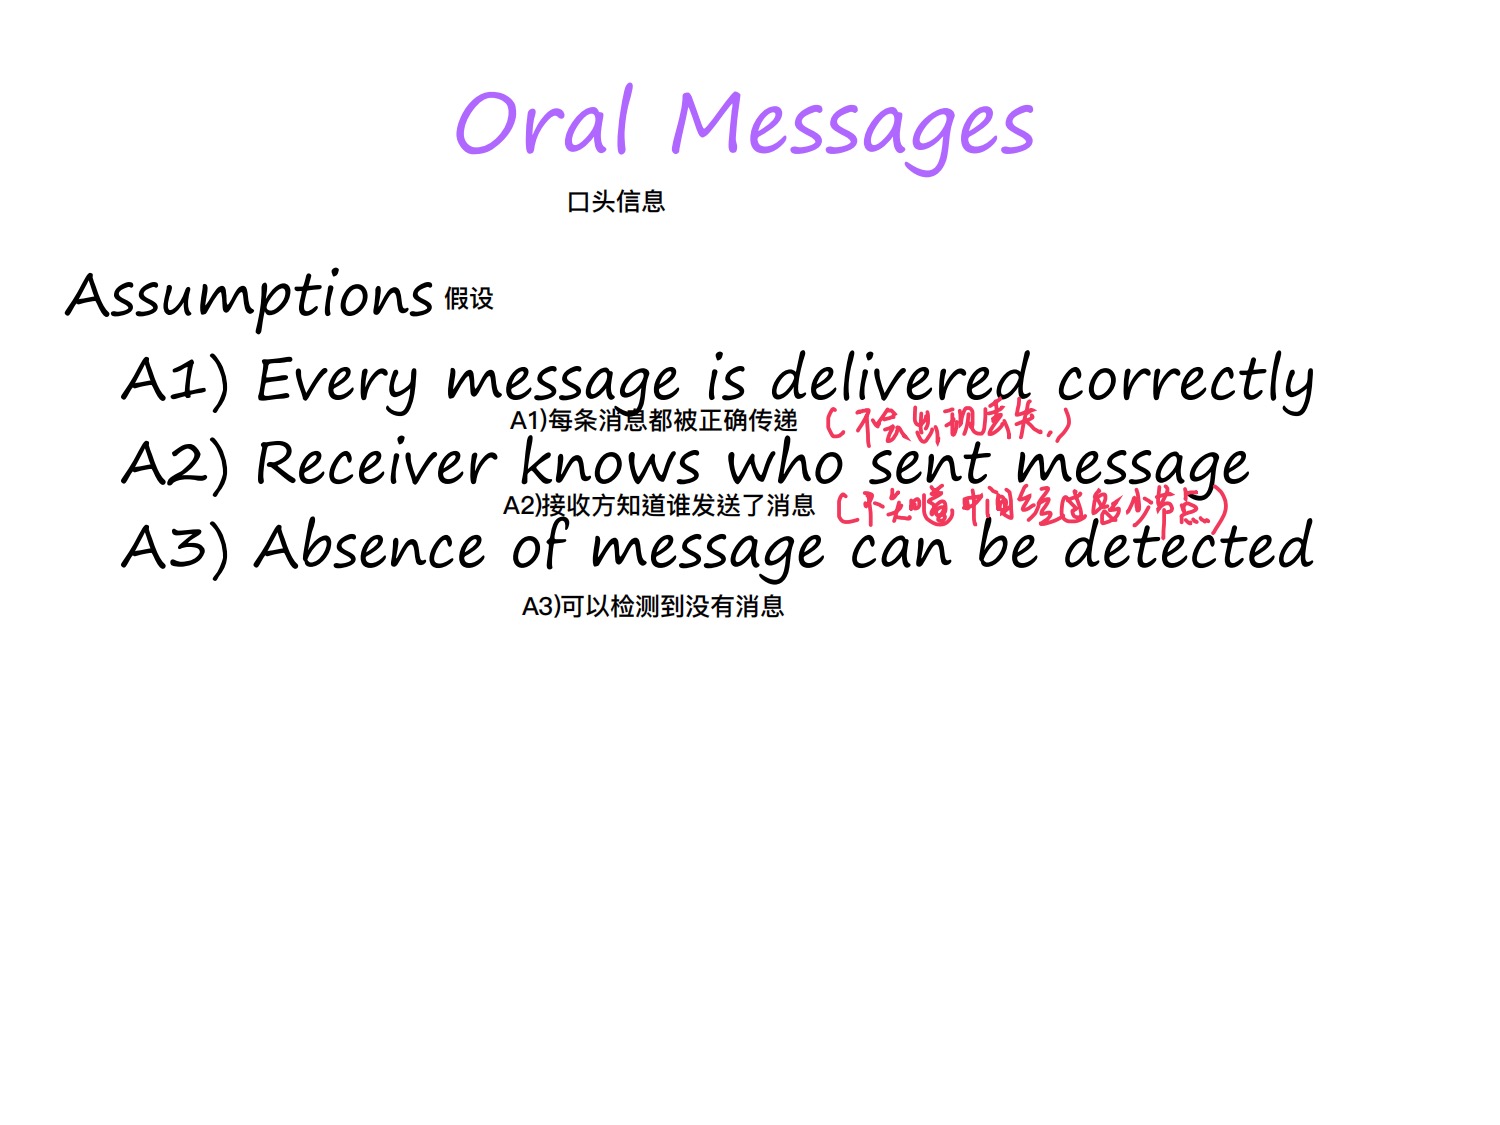 Oral Messages
口头信息
Assumptions 假设
A1) Every message is delivered correctly
A1)每条消息都被正确传递 (不会出现丢失.)
A2) Receiver knows who sent message
A2)接收方知道谁发送了消息 (不知道中间经过多少节点)
A3) Absence of message can be detected
A3)可以检测到没有消息